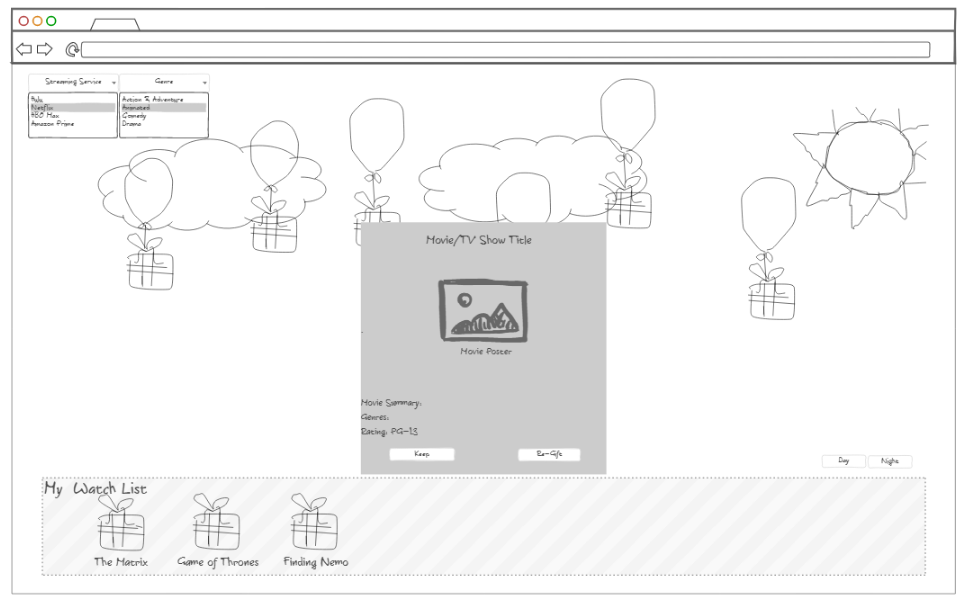 Streaming Service
Genre
Hulu
Netflix
HBO Max
Amazon Prime
Action & Adventure
Animated
Comedy
Drama
Movie/TV Show Title
Movie Poster
Movie Summary:
Genres:
Rating: PG-13
Keep
Re-Gift
Day
Night
My Watch List
The Matrix
Game of Thrones
Finding Nemo